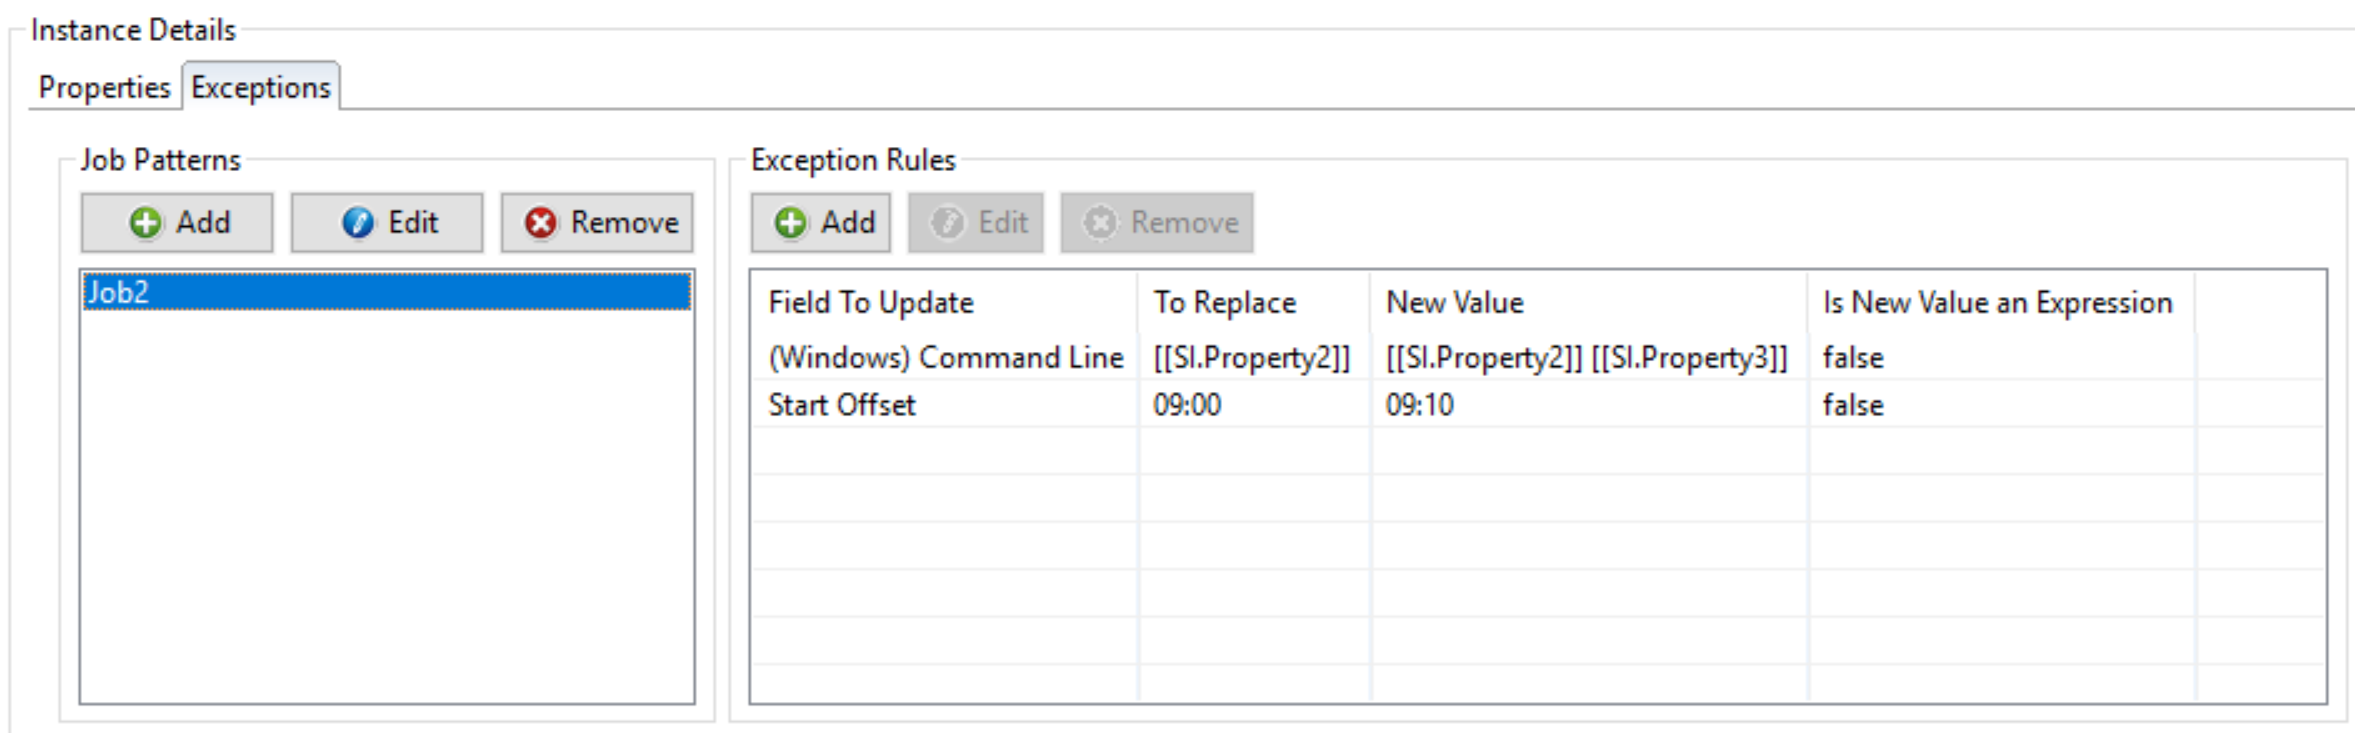 Instance Details
Properties Exceptions
Job Patterns
Add Edit Remove
Job2
Exception Rules
Add Edit Remove
Field To Update To Replace New Value Is New Value an Expression
(Windows) Command Line [[SI.Property2]] [[SI.Property2]] [[SI.Property3]] false
Start Offset 09:00 09:10 false